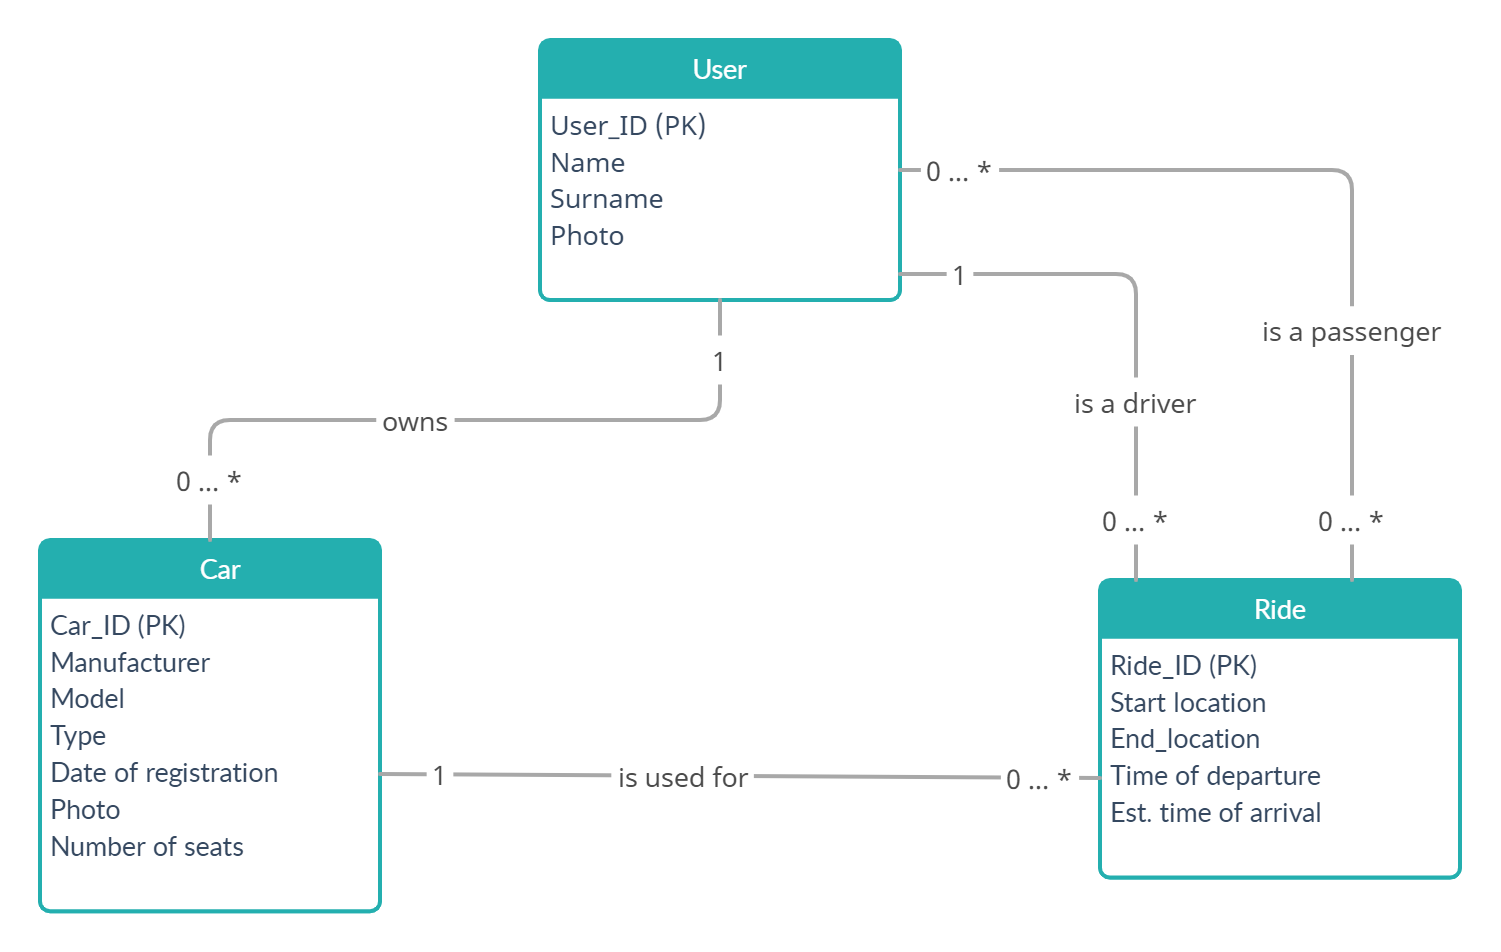 User
User_ID (PK)
Name
Surname
Photo
0 ... *
1
is a passenger
is a driver
1
owns
0 ... *
0 ... *
0 ... *
Car
Car_ID (PK)
Manufacturer
Model
Type
Date of registration
Photo
Number of seats
1
is used for
0 ... *
Ride
Ride_ID (PK)
Start location
End_location
Time of departure
Est. time of arrival